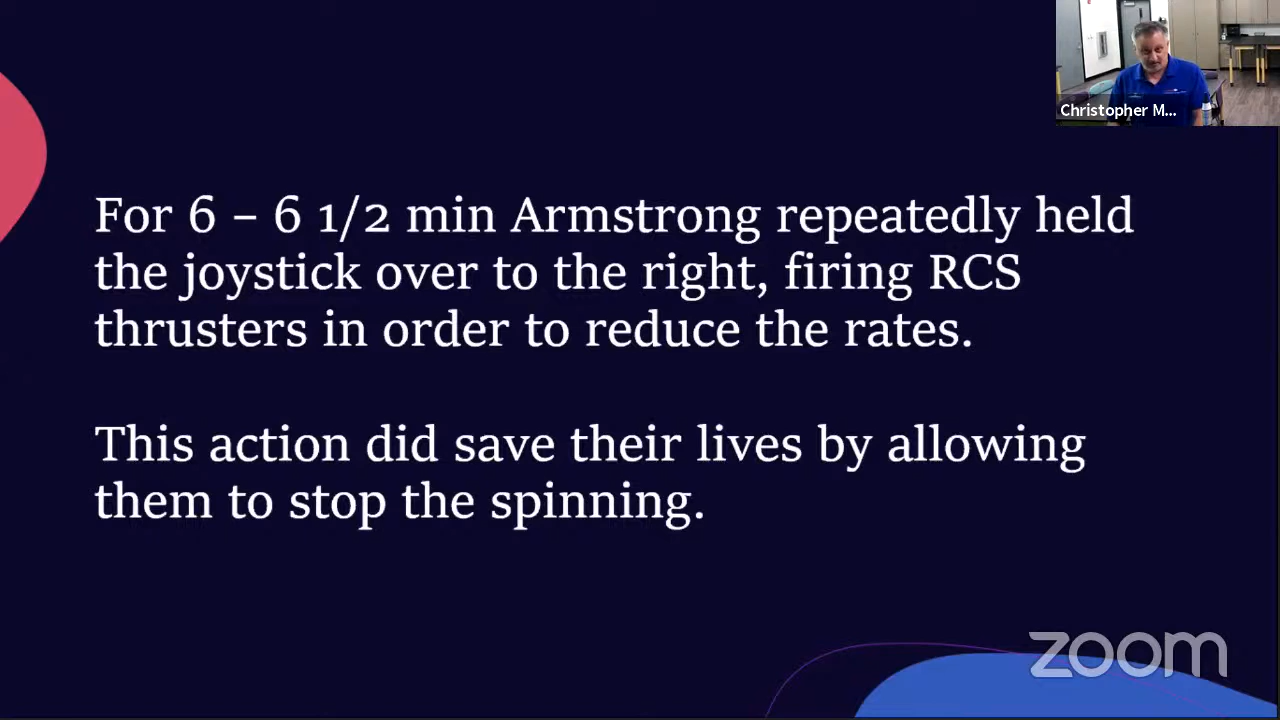 Christopher M...
For 6 – 6 1/2 min Armstrong repeatedly held
the joystick over to the right, firing RCS
thrusters in order to reduce the rates.
This action did save their lives by allowing
them to stop the spinning.
zoom